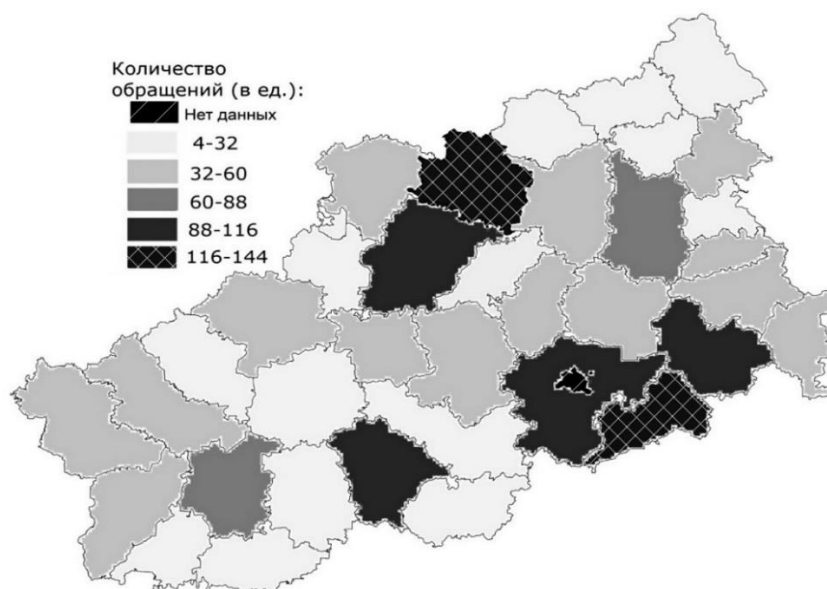 Количество
обращений (в ед.):
Нет данных
4-32
32-60
60-88
88-116
116-144